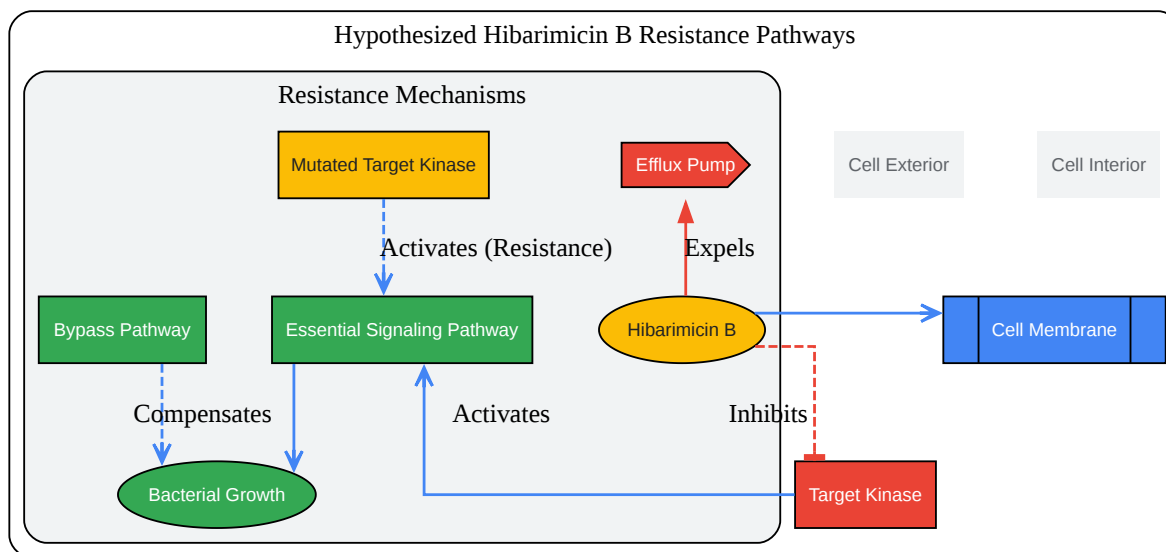 Hypothesized Hibarimicin B Resistance Pathways
Resistance Mechanisms
Mutated Target Kinase
Efflux Pump
Cell Exterior
Cell Interior
Activates (Resistance)
Expels
Bypass Pathway
Essential Signaling Pathway
Hibarimicin B
Cell Membrane
Compensates
Activates
Inhibits
Bacterial Growth
Target Kinase